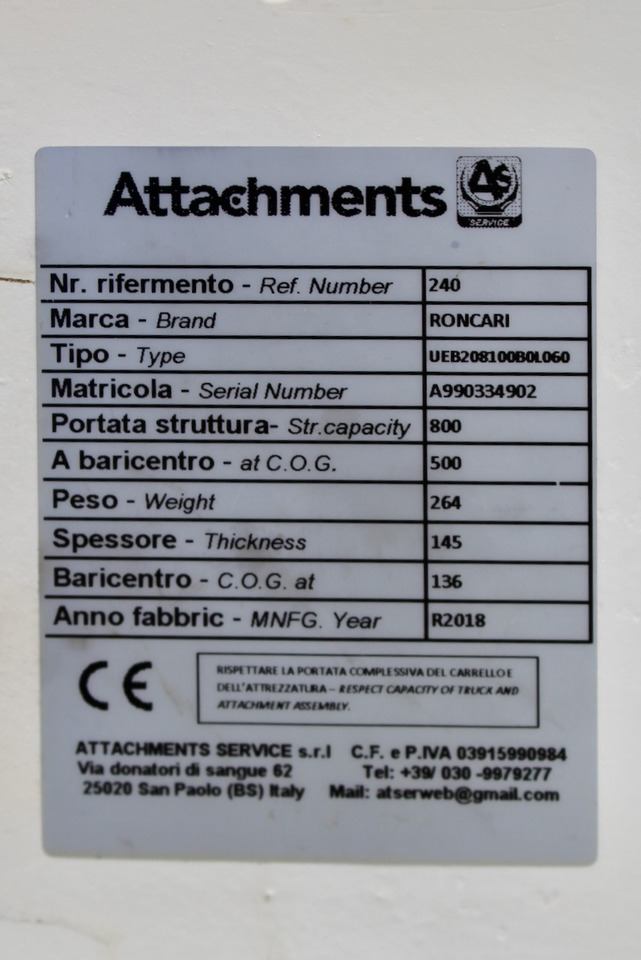 Attachments AS
SERVICE
Nr. rifermento - Ref. Number 240
Marca - Brand RONCARI
Tipo - Type UEB208100B0L060
Matricola - Serial Number A990334902
Portata struttura- Str.capacity 800
A baricentro - at C.O.G. 500
Peso - Weight 264
Spessore - Thickness 145
Baricentro - C.O.G. at 136
Anno fabbric - MNFG. Year R2018
CE
RISPETTARE LA PORTATA COMPLESSIVA DEL CARRELLO E
DELL'ATTREZZATURA – RESPECT CAPACITY OF TRUCK AND
ATTACHMENT ASSEMBLY.
ATTACHMENTS SERVICE s.r.l C.F. e P.IVA 03915990984
Via donatori di sangue 62 Tel: +39/ 030 -9979277
25020 San Paolo (BS) Italy Mail: atserweb@gmail.com